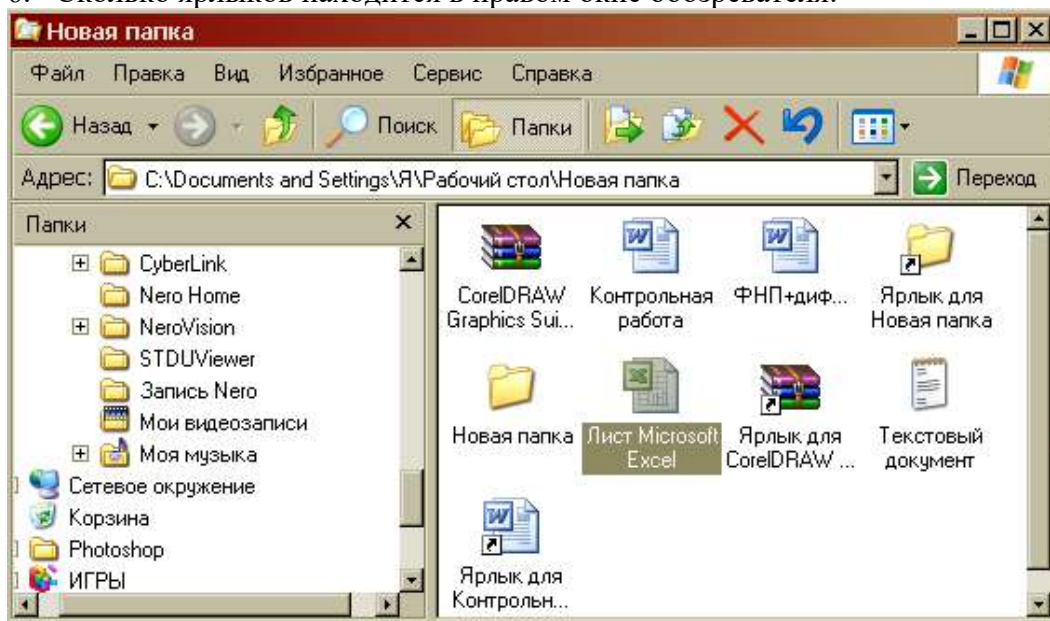 6. Сколько ярлыков находится в правом окне обозревателя.
Новая папка
Файл Правка Вид Избранное Сервис Справка
Назад Поиск Папки
Адрес: C:\Documents and Settings\Я\Рабочий стол\Новая папка Переход
Папки
CyberLink
Nero Home
NeroVision
STDUViewer
Запись Nero
Мои видеозаписи
Моя музыка
Сетевое окружение
Корзина
Photoshop
ИГРЫ
CorelDRAW
Graphics Sui...
Контрольная
работа
ФНП+диф...
Ярлык для
Новая папка
Новая папка
Лист Microsoft
Excel
Ярлык для
CorelDRAW ...
Текстовый
документ
Ярлык для
Контрольн...